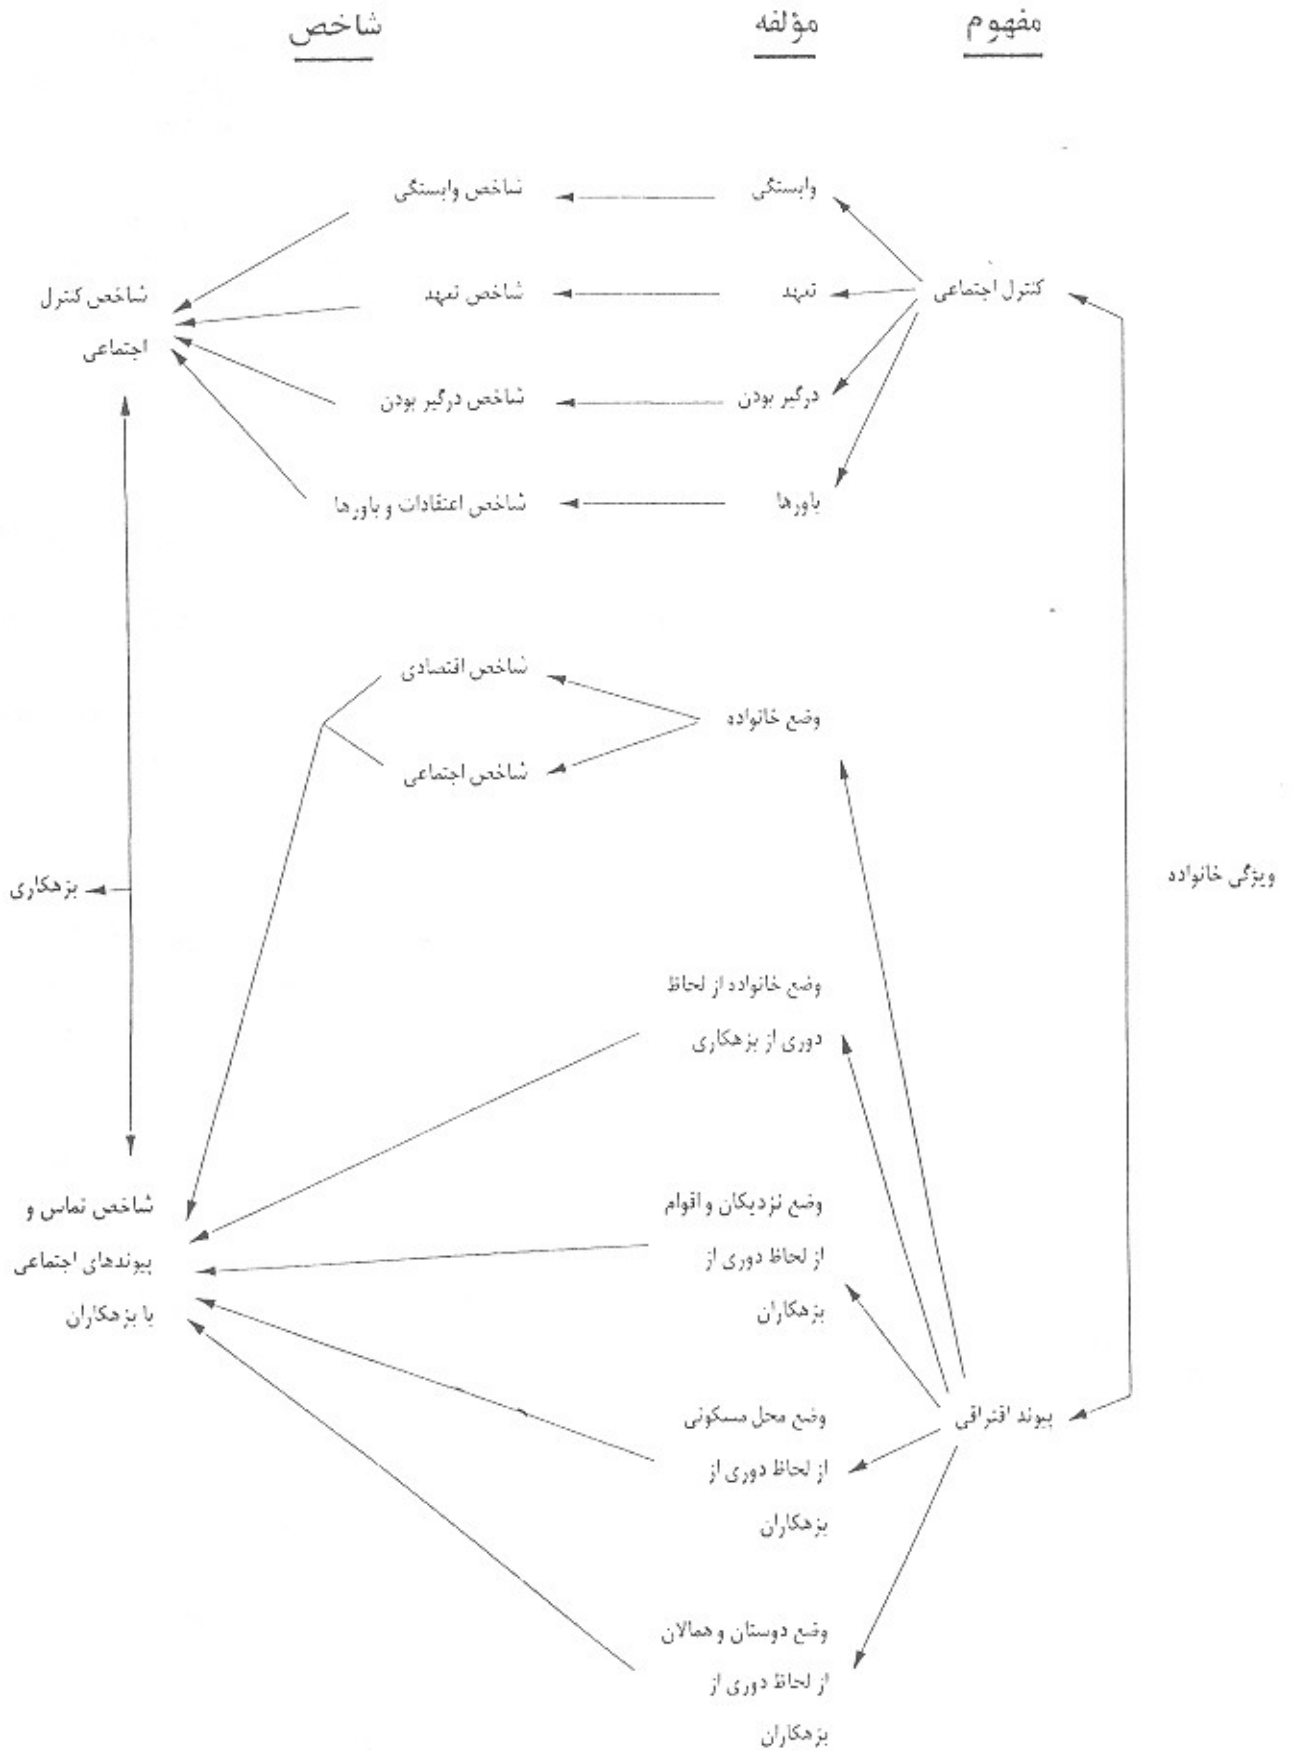 مفهوم مؤلفه شاخص
وابستگی شاخص وابستگی
کنترل اجتماعی تعهد شاخص تعهد شاخص کنترل
اجتماعی
درگیر بودن شاخص درگیر بودن
باورها شاخص اعتقادات و باورها
شاخص اقتصادی
وضع خانواده
شاخص اجتماعی
ویژگی خانواده بزهکاری
وضع خانواده از لحاظ
دوری از بزهکاری
وضع نزدیکان و اقوام شاخص تماس و
از لحاظ دوری از پیوندهای اجتماعی
بزهکاران با بزهکاران
پیوند افتراقی وضع محل مسکونی
از لحاظ دوری از
بزهکاران
وضع دوستان و همالان
از لحاظ دوری از
بزهکاران